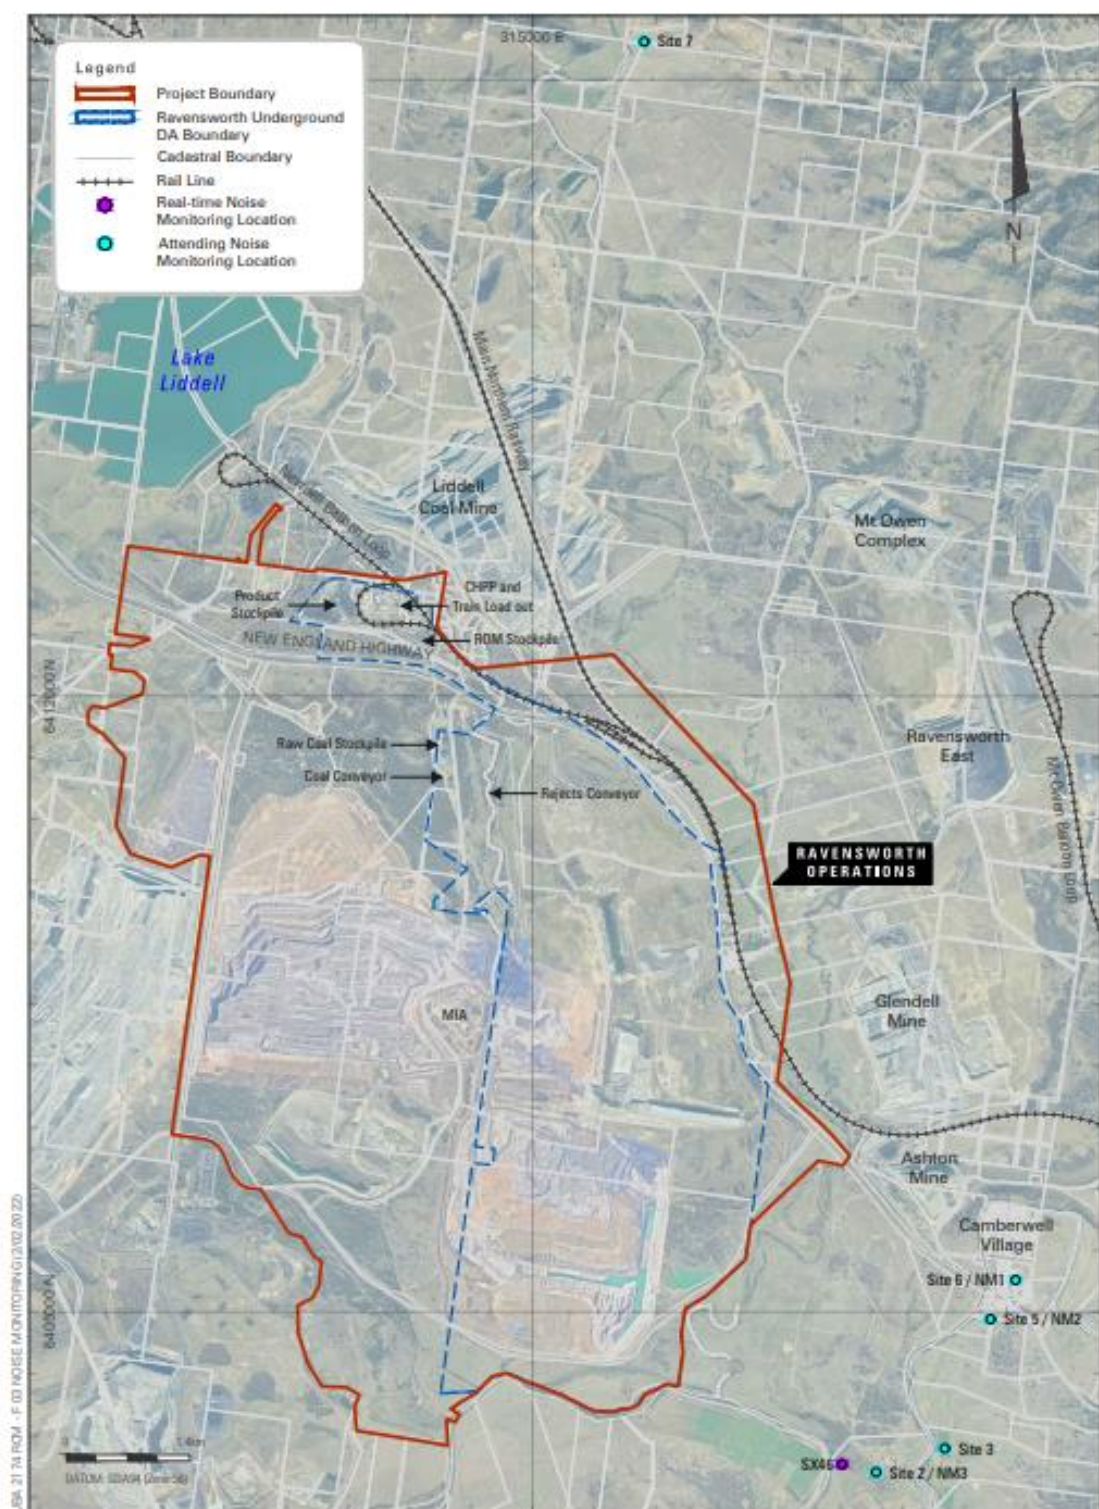 315000 E
Site 7
Legend
Project Boundary
Ravensworth Underground
DA Boundary
Cadastral Boundary
Rail Line
Real-time Noise
Monitoring Location
Attending Noise
Monitoring Location
N
Lake
Liddell
Main Northern Railway
Liddell
Coal Mine
Mt Owen
Complex
CHPP and
Train Load out
Product
Stockpile
ROM Stockpile
NEW ENGLAND HIGHWAY
6412000 N
Raw Coal Stockpile
Coal Conveyor
Rejects Conveyor
Ravensworth
East
RAVENSWORTH
OPERATIONS
Glendell
Mine
MIA
Ashton
Mine
Camberwell
Village
Site 6 / NM1
Site 5 / NM2
Site 3
SX46
Site 2 / NM3
0 1.4km